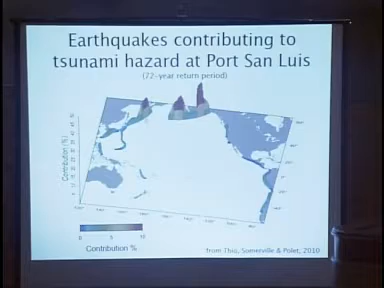 Earthquakes contributing to
tsunami hazard at Port San Luis
(72-year return period)
Contribution (%)
Contribution %
from Thio, Somerville & Polet, 2010